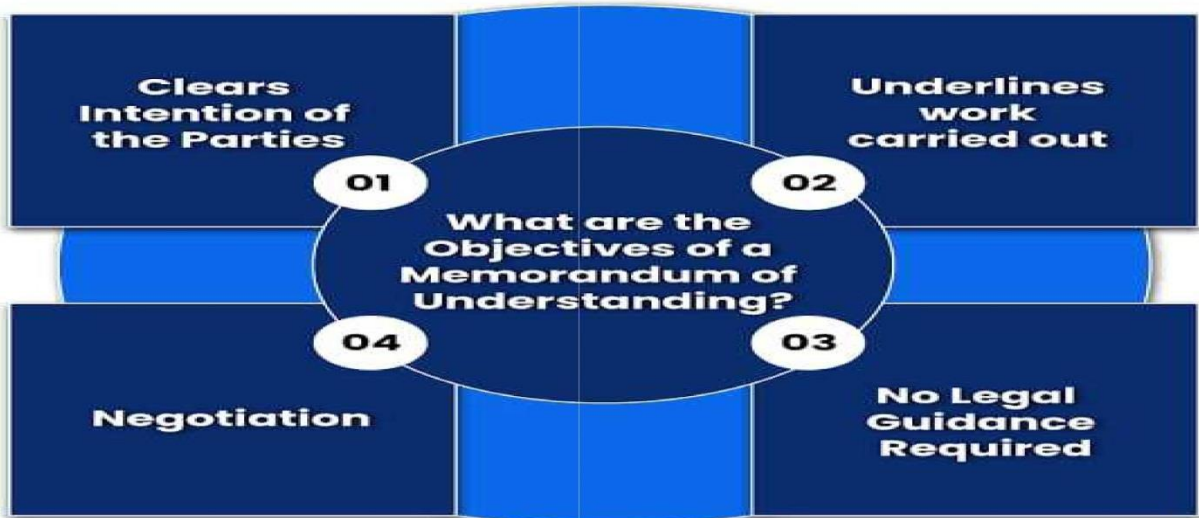 Clears
Intention of
the Parties
01
Underlines
work
carried out
02
What are the
Objectives of a
Memorandum of
Understanding?
04
Negotiation
03
No Legal
Guidance
Required